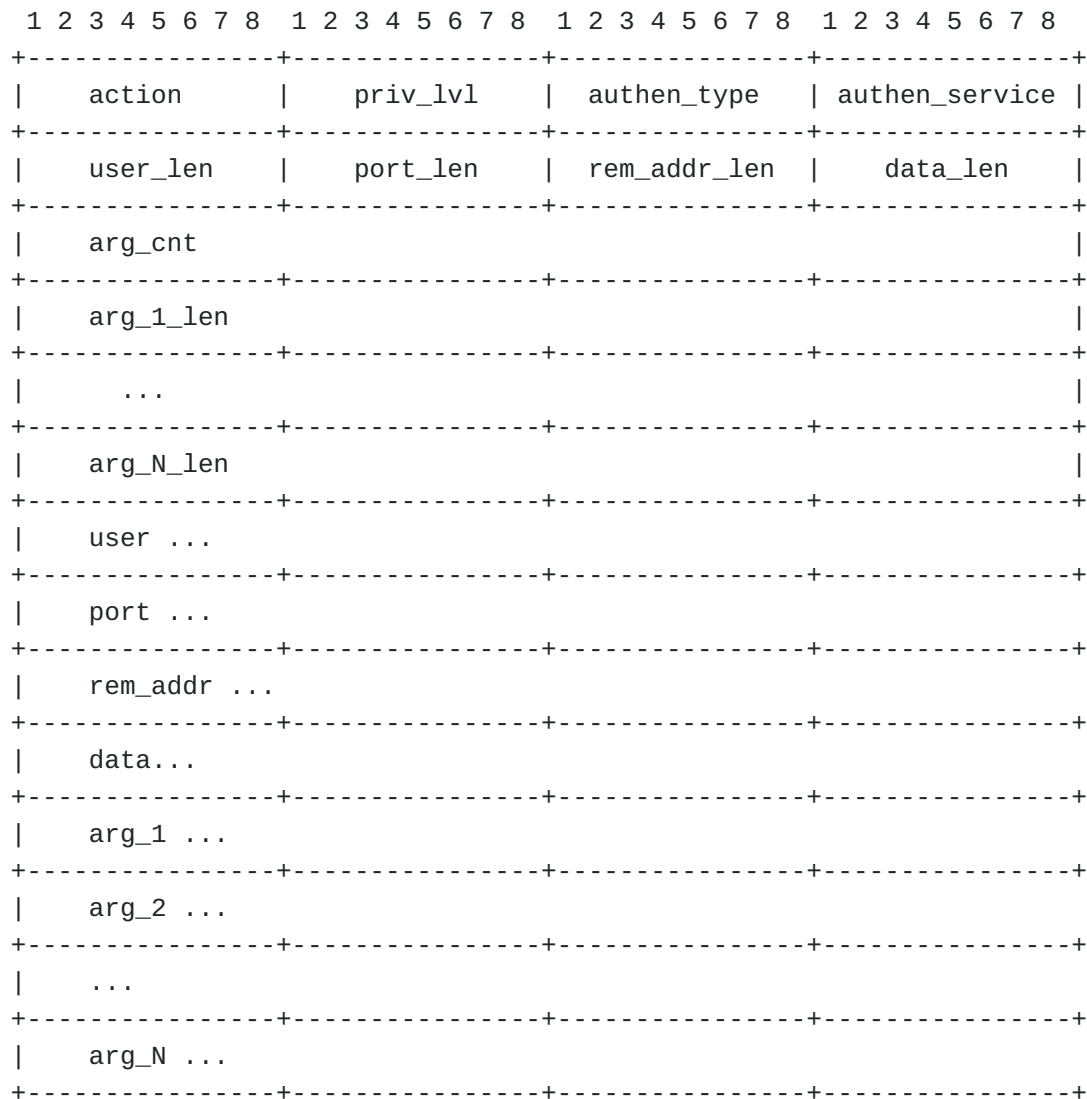 1 2 3 4 5 6 7 8  1 2 3 4 5 6 7 8  1 2 3 4 5 6 7 8  1 2 3 4 5 6 7 8
+----------------+----------------+----------------+----------------+
|    action      |    priv_lvl    |  authen_type   | authen_service |
+----------------+----------------+----------------+----------------+
|    user_len    |    port_len    |  rem_addr_len  |    data_len    |
+----------------+----------------+----------------+----------------+
|    arg_cnt                                                        |
+----------------+----------------+----------------+----------------+
|    arg_1_len                                                      |
+----------------+----------------+----------------+----------------+
|      ...                                                          |
+----------------+----------------+----------------+----------------+
|    arg_N_len                                                      |
+----------------+----------------+----------------+----------------+
|    user ...
+----------------+----------------+----------------+----------------+
|    port ...
+----------------+----------------+----------------+----------------+
|    rem_addr ...
+----------------+----------------+----------------+----------------+
|    data...
+----------------+----------------+----------------+----------------+
|    arg_1 ...
+----------------+----------------+----------------+----------------+
|    arg_2 ...
+----------------+----------------+----------------+----------------+
|    ...
+----------------+----------------+----------------+----------------+
|    arg_N ...
+----------------+----------------+----------------+----------------+